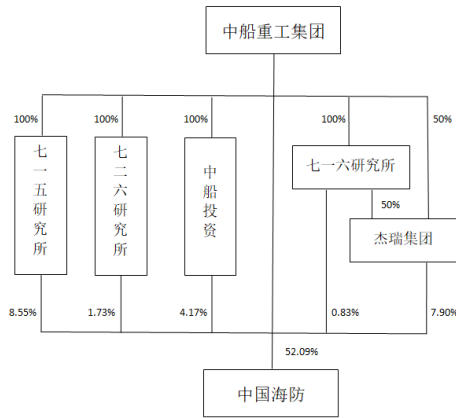 中船重工集团
100%
100%
100%
100%
50%
七一五研究所
七二六研究所
中船投资
七一六研究所
50%
杰瑞集团
8.55%
1.73%
4.17%
0.83%
7.90%
52.09%
中国海防